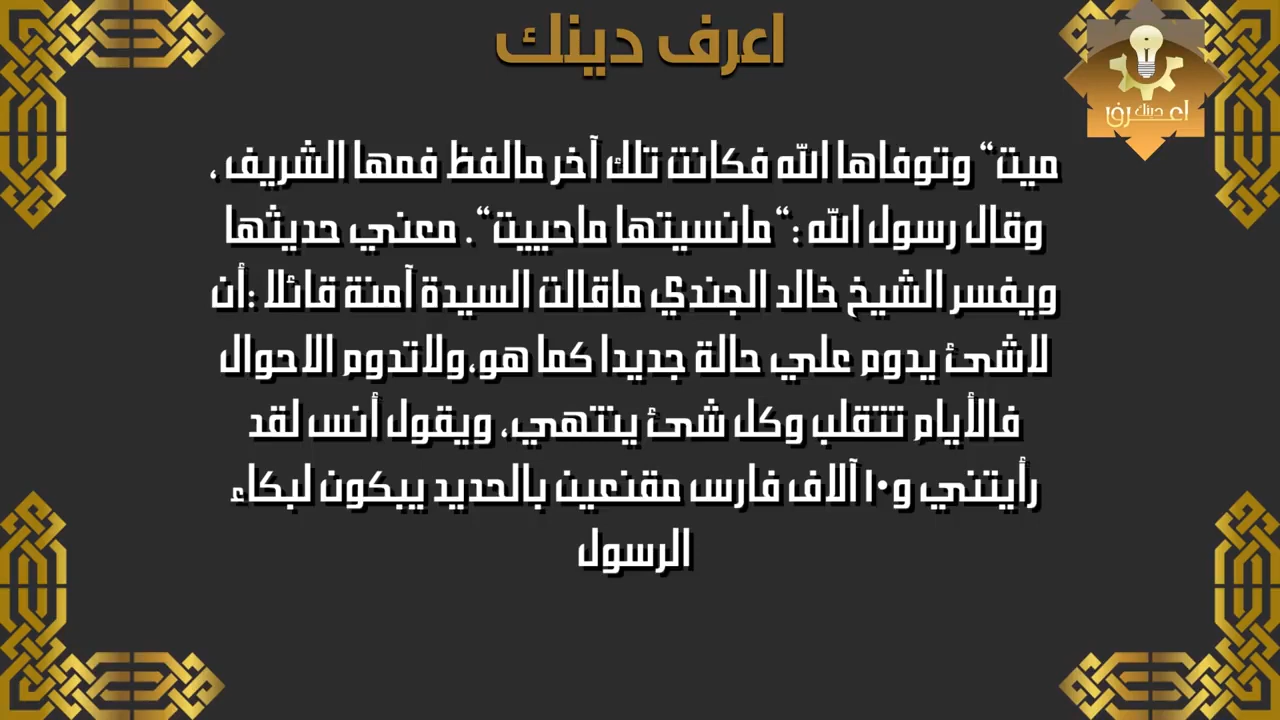 اعرف دينك
اعرف دينك
ميت“ وتوفاها الله فكانت تلك آخر مالفظ فمها الشريف ،
وقال رسول الله :“ مانسيتها ماحييت“ . معني حديثها
ويفسر الشيخ خالد الجندي ماقالت السيدة آمنة قائلا :أن
لاشئ يدوم علي حالة جديدا كما هو،ولاتدوم الاحوال
فالأيام تتقلب وكل شئ ينتهي، ويقول أنس لقد
رأيتني و١٠ آلاف فارس مقنعين بالحديد يبكون لبكاء
الرسول